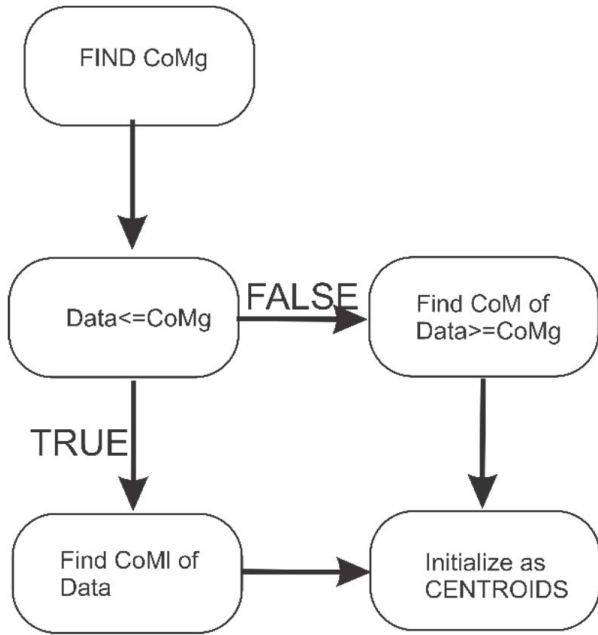 FIND CoMg
Data<=CoMg
FALSE
Find CoM of
Data>=CoMg
TRUE
Find CoMl of
Data
Initialize as
CENTROIDS